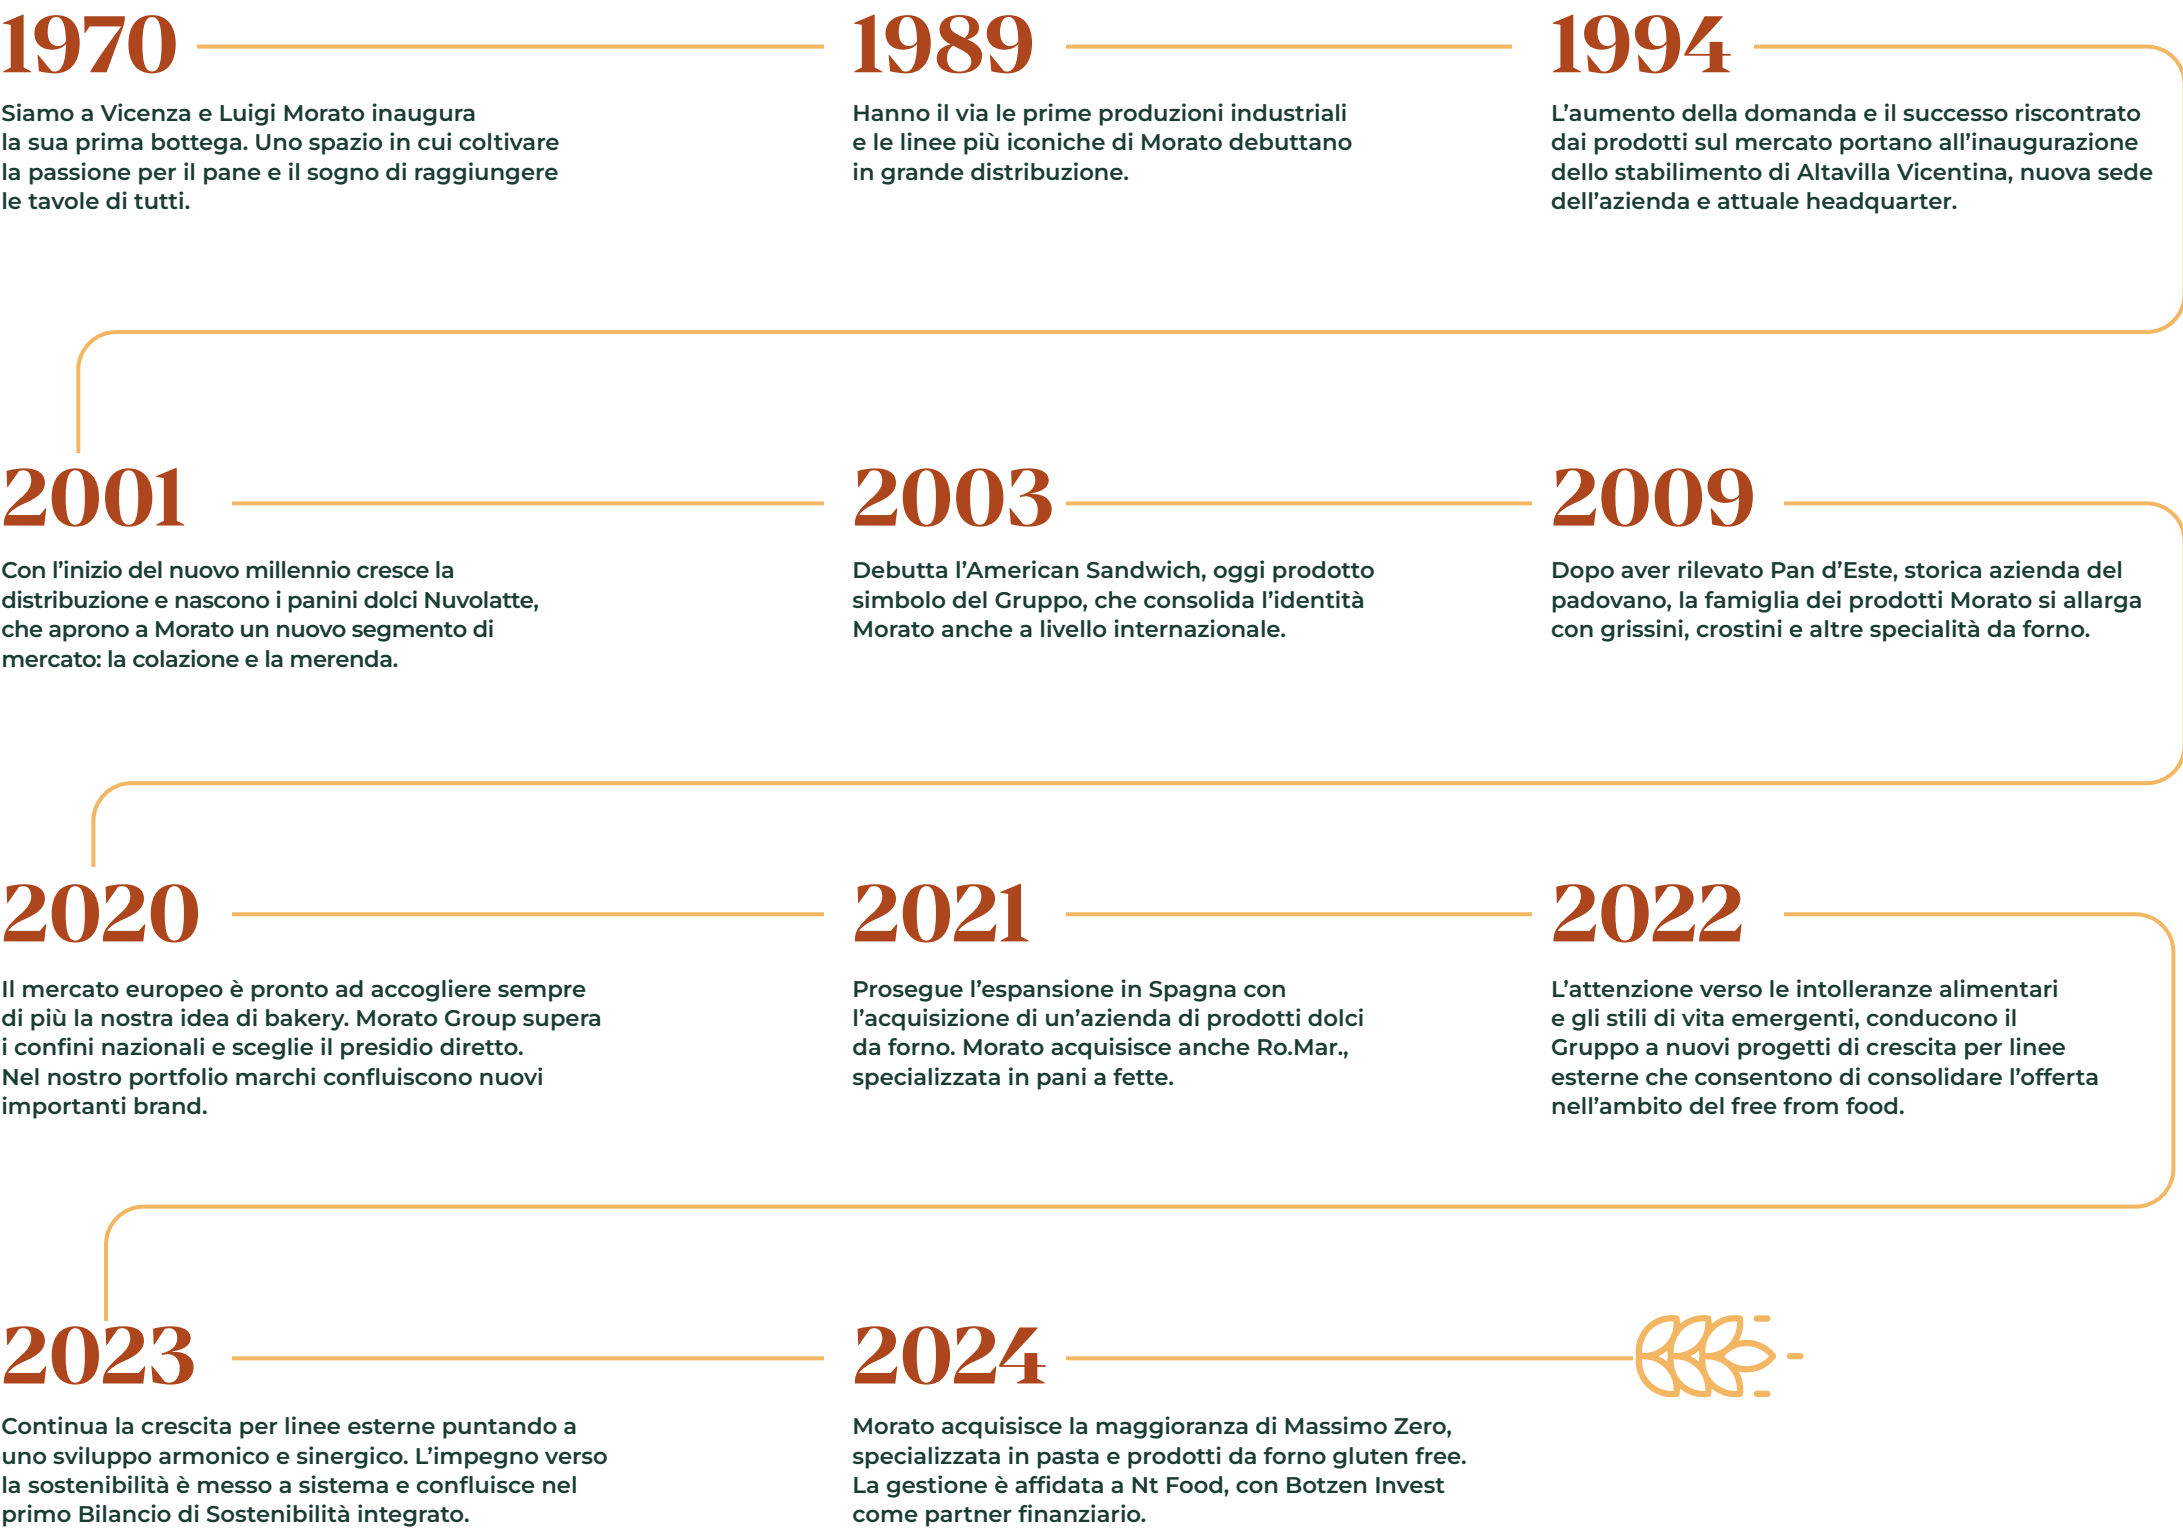 1970
Siamo a Vicenza e Luigi Morato inaugura
la sua prima bottega. Uno spazio in cui coltivare
la passione per il pane e il sogno di raggiungere
le tavole di tutti.
1989
Hanno il via le prime produzioni industriali
e le linee più iconiche di Morato debuttano
in grande distribuzione.
1994
L’aumento della domanda e il successo riscontrato
dai prodotti sul mercato portano all’inaugurazione
dello stabilimento di Altavilla Vicentina, nuova sede
dell’azienda e attuale headquarter.
2001
Con l’inizio del nuovo millennio cresce la
distribuzione e nascono i panini dolci Nuvolatte,
che aprono a Morato un nuovo segmento di
mercato: la colazione e la merenda.
2003
Debutta l’American Sandwich, oggi prodotto
simbolo del Gruppo, che consolida l’identità
Morato anche a livello internazionale.
2009
Dopo aver rilevato Pan d’Este, storica azienda del
padovano, la famiglia dei prodotti Morato si allarga
con grissini, crostini e altre specialità da forno.
2020
Il mercato europeo è pronto ad accogliere sempre
di più la nostra idea di bakery. Morato Group supera
i confini nazionali e sceglie il presidio diretto.
Nel nostro portfolio marchi confluiscono nuovi
importanti brand.
2021
Prosegue l’espansione in Spagna con
l’acquisizione di un’azienda di prodotti dolci
da forno. Morato acquisisce anche Ro.Mar.,
specializzata in pani a fette.
2022
L’attenzione verso le intolleranze alimentari
e gli stili di vita emergenti, conducono il
Gruppo a nuovi progetti di crescita per linee
esterne che consentono di consolidare l’offerta
nell’ambito del free from food.
2023
Continua la crescita per linee esterne puntando a
uno sviluppo armonico e sinergico. L’impegno verso
la sostenibilità è messo a sistema e confluisce nel
primo Bilancio di Sostenibilità integrato.
2024
Morato acquisisce la maggioranza di Massimo Zero,
specializzata in pasta e prodotti da forno gluten free.
La gestione è affidata a Nt Food, con Botzen Invest
come partner finanziario.